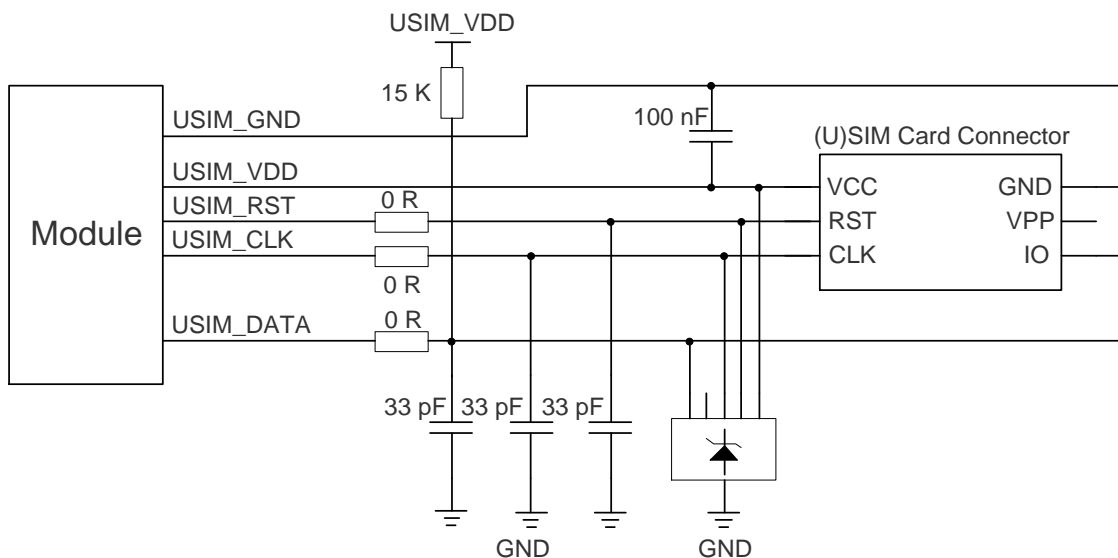 USIM_VDD
15 K
100 nF
(U)SIM Card Connector
Module
USIM_GND
USIM_VDD
USIM_RST
0 R
USIM_CLK
0 R
0 R
USIM_DATA
VCC
GND
RST
VPP
CLK
IO
33 pF
33 pF
33 pF
GND
GND